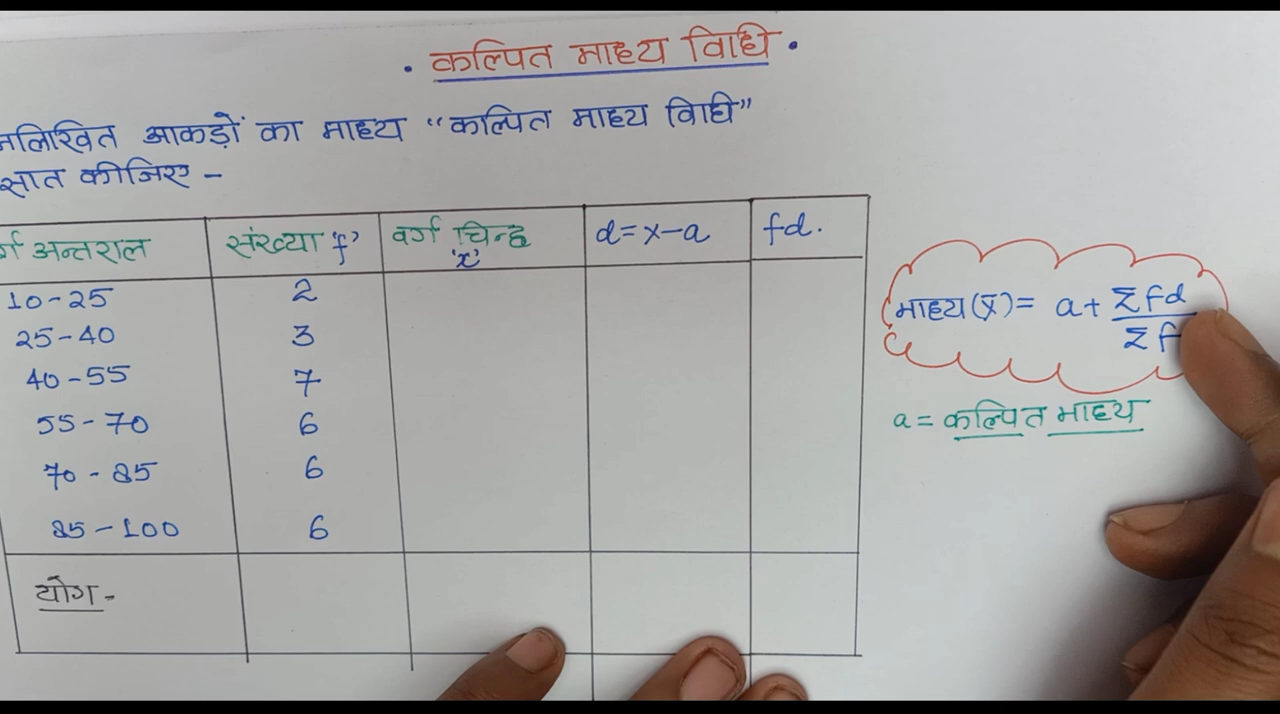 • कल्पित माध्य विधि •
नलिखित आकड़ों का माध्य “कल्पित माध्य विधि”
कीजिए -
अन्तराल संख्या 'f' वर्ग चिन्ह 'x' d=x-a fd.
10-25 2
25-40 3
40-55 7
55-70 6
70-85 6
85-100 6
योग-
माध्य(x̄)= a+ Σfd
Σf
a= कल्पित माध्य